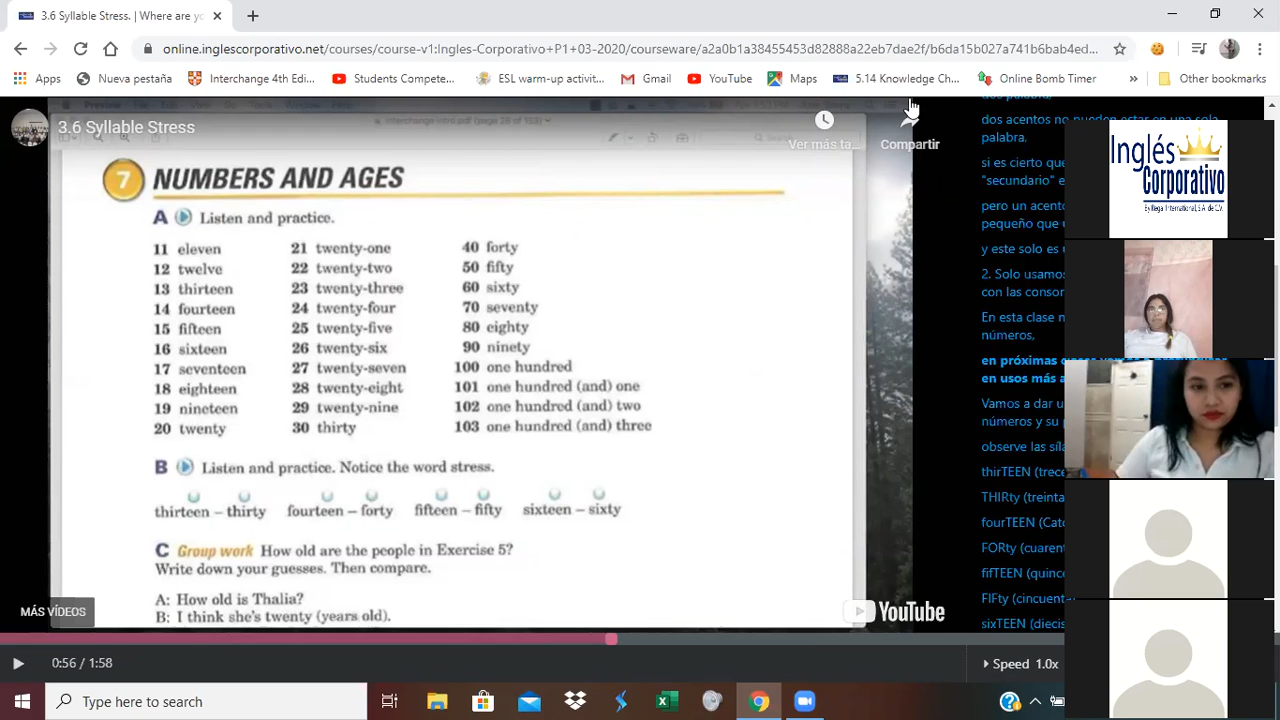 3.6 Syllable Stress. | Where are yo
online.inglescorporativo.net/courses/course-v1:Ingles-Corporativo+P1+03-2020/courseware/a2a0b1a38455453d82888a22eb7dae2f/b6da15b027a741b6bab4ed...
Apps Nueva pestaña Interchange 4th Edi... Students Compete... ESL warm-up activit... Gmail YouTube Maps 5.14 Knowledge Ch... Online Bomb Timer » Other bookmarks
3.6 Syllable Stress
Ver más ta... Compartir
7 NUMBERS AND AGES
A Listen and practice.
11 eleven 21 twenty-one 40 forty
12 twelve 22 twenty-two 50 fifty
13 thirteen 23 twenty-three 60 sixty
14 fourteen 24 twenty-four 70 seventy
15 fifteen 25 twenty-five 80 eighty
16 sixteen 26 twenty-six 90 ninety
17 seventeen 27 twenty-seven 100 one hundred
18 eighteen 28 twenty-eight 101 one hundred (and) one
19 nineteen 29 twenty-nine 102 one hundred (and) two
20 twenty 30 thirty 103 one hundred (and) three
B Listen and practice. Notice the word stress.
thirteen – thirty fourteen – forty fifteen – fifty sixteen – sixty
C Group work How old are the people in Exercise 5?
Write down your guesses. Then compare.
A: How old is Thalia?
B: I think she's twenty (years old).
MÁS VÍDEOS
YouTube
0:56 / 1:58
Speed 1.0x
dos acentos no pueden estar en una sola
palabra,
si es cierto que
"secundario" e
pero un acento
pequeño que
y este solo es
2. Solo usamos
con las conson
En esta clase
números,
en usos más a
Vamos a dar u
números y su
observe las síl
thirTEEN (trece
THIRty (treinta
fourTEEN (Cato
FORty (cuarent
fifTEEN (quince
FIFty (cincuenta
sixTEEN (diecis
Inglés
Corporativo
Type here to search